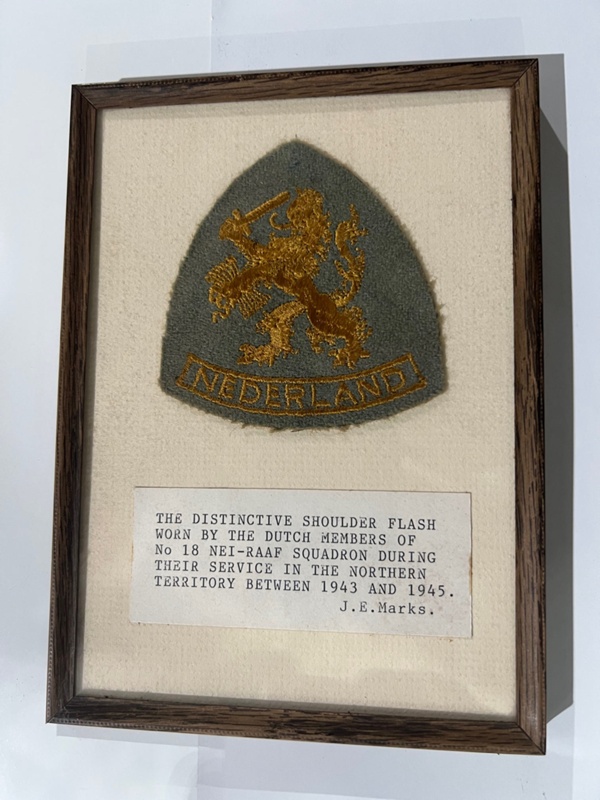 NEDERLAND
THE DISTINCTIVE SHOULDER FLASH
WORN BY THE DUTCH MEMBERS OF
No 18 NEI-RAAF SQUADRON DURING
THEIR SERVICE IN THE NORTHERN
TERRITORY BETWEEN 1943 AND 1945.
J.E.Marks.